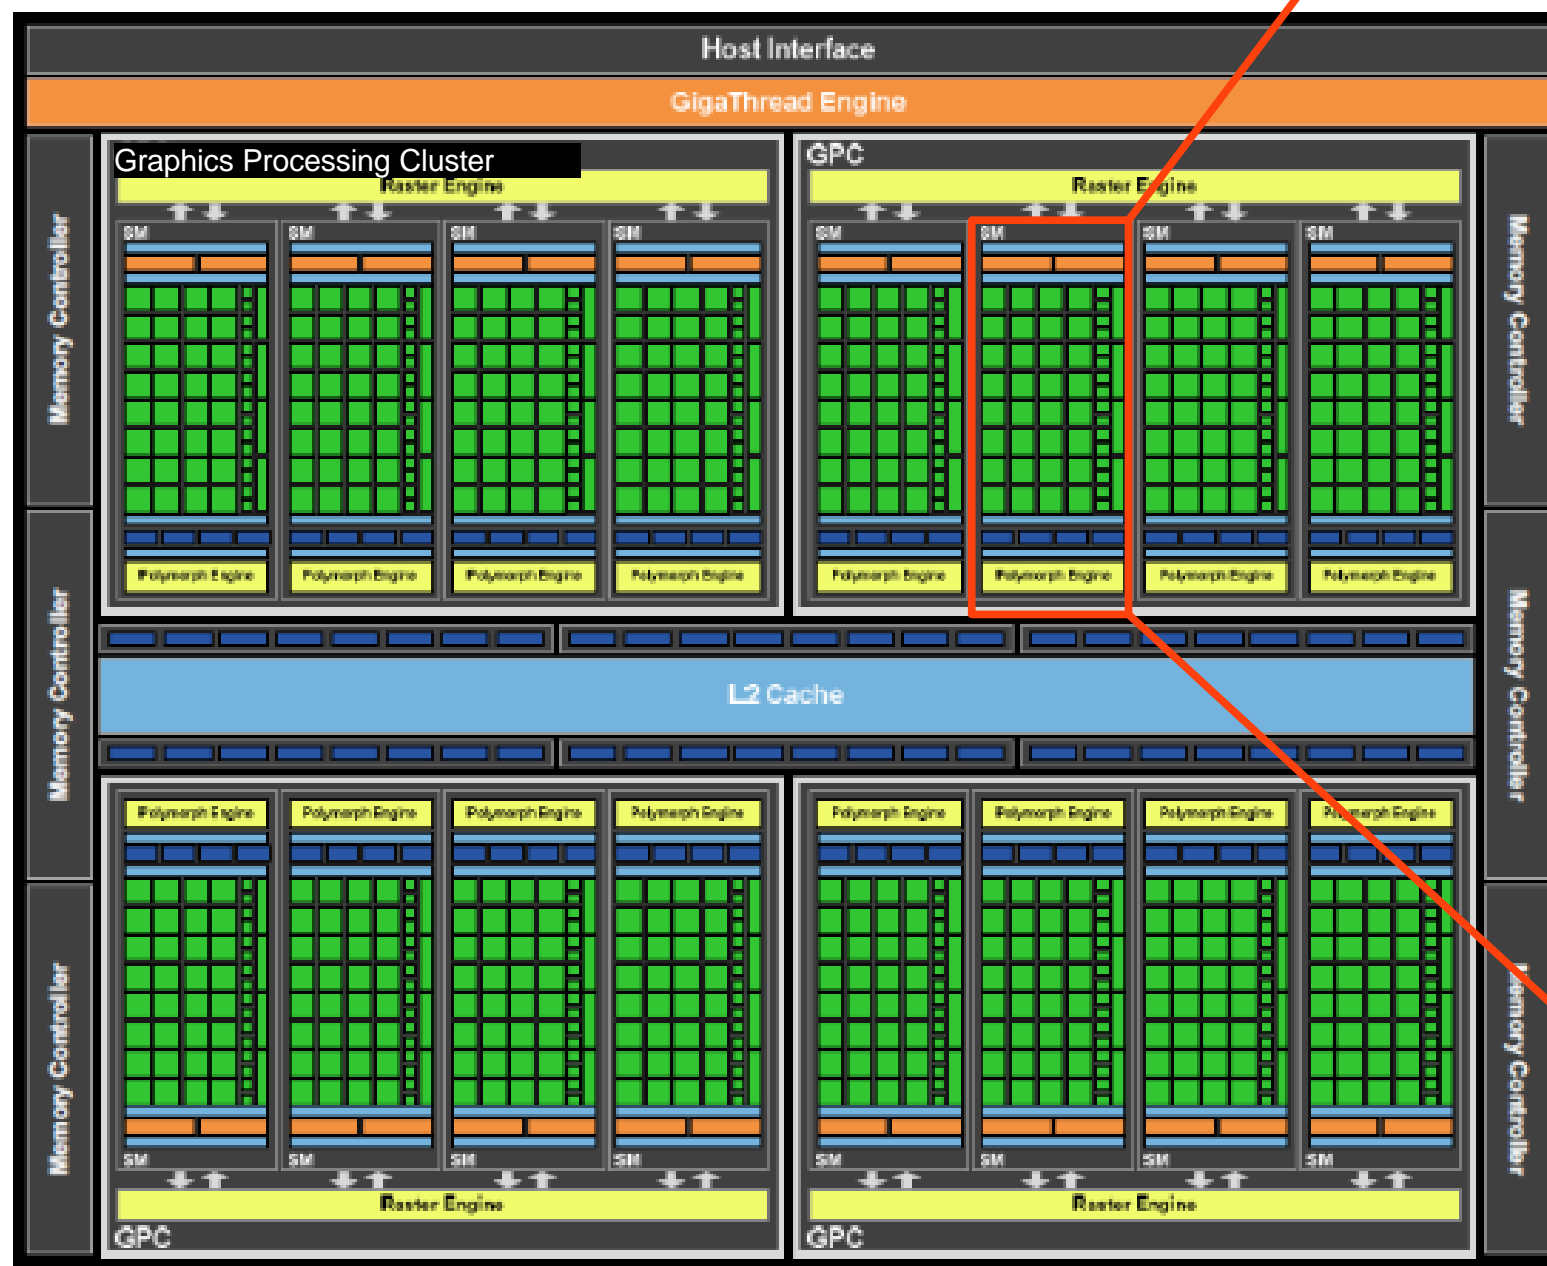 Host Interface
GigaThread Engine
Graphics Processing Cluster
GPC
Raster Engine
Raster Engine
SM
SM
SM
SM
SM
SM
SM
SM
Memory Controller
Memory Controller
Polymorph Engine
Polymorph Engine
Polymorph Engine
Polymorph Engine
Polymorph Engine
Polymorph Engine
Polymorph Engine
Polymorph Engine
L2 Cache
Memory Controller
Memory Controller
Polymorph Engine
Polymorph Engine
Polymorph Engine
Polymorph Engine
Polymorph Engine
Polymorph Engine
Polymorph Engine
Polymorph Engine
Memory Controller
Memory Controller
SM
SM
SM
SM
SM
SM
SM
SM
Raster Engine
Raster Engine
GPC
GPC